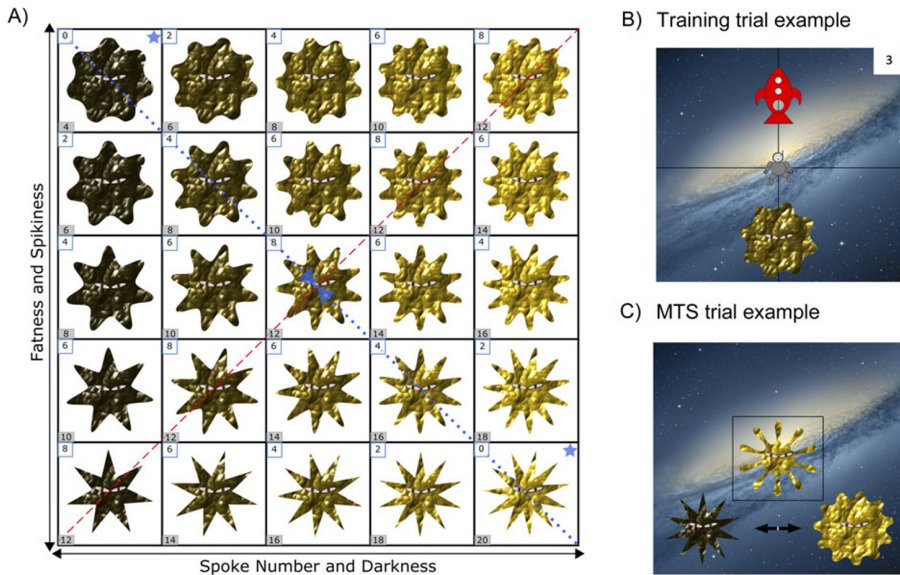 A)
0 2 4 6 8
4 6 8 10 12
2 4 6 8 6
6 8 10 12 14
4 6 8 6 4
8 10 12 14 16
6 8 6 4 2
10 12 14 16 18
8 6 4 2 0
12 14 16 18 20
Fatness and Spikiness
Spoke Number and Darkness
B) Training trial example
3
C) MTS trial example